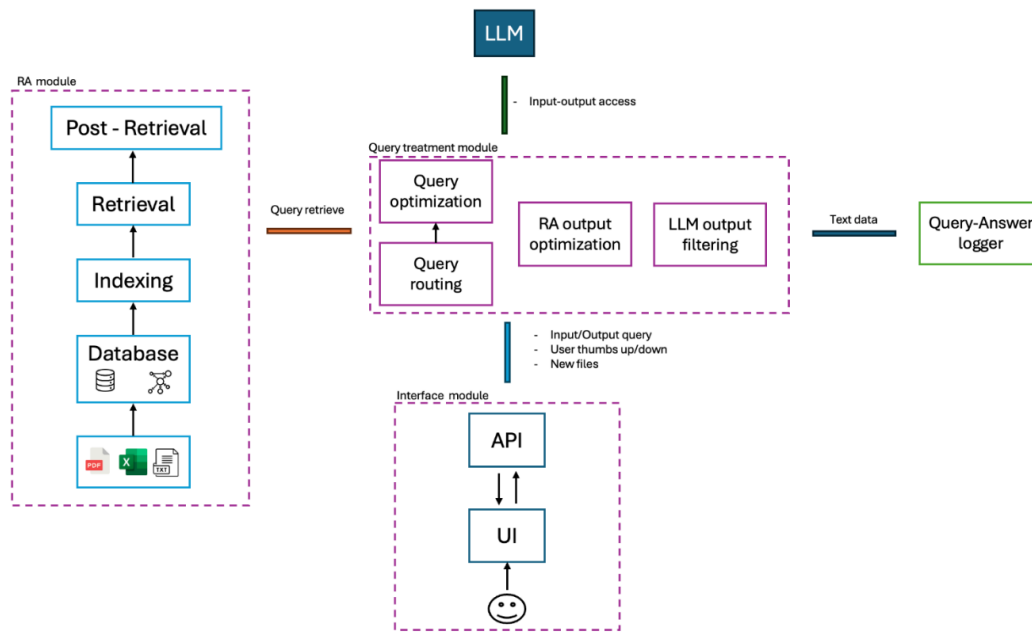 LLM
- Input-output access
RA module
Post - Retrieval
Retrieval
Indexing
Database
PDF
X
TXT
Query retrieve
Query treatment module
Query
optimization
Query
routing
RA output
optimization
LLM output
filtering
Text data
Query-Answer
logger
- Input/Output query
- User thumbs up/down
- New files
Interface module
API
UI